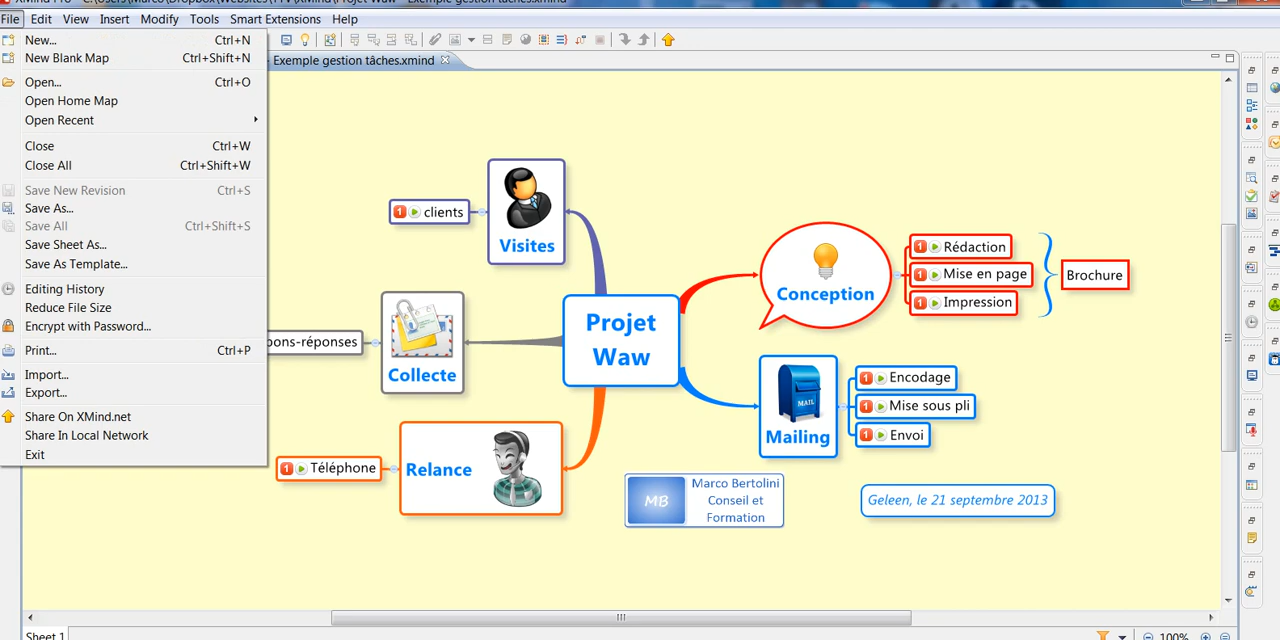 File Edit View Insert Modify Tools Smart Extensions Help
New... Ctrl+N
New Blank Map Ctrl+Shift+N
Open... Ctrl+O
Open Home Map
Open Recent
Close Ctrl+W
Close All Ctrl+Shift+W
Save New Revision Ctrl+S
Save As...
Save All Ctrl+Shift+S
Save Sheet As...
Save As Template...
Editing History
Reduce File Size
Encrypt with Password...
Print... Ctrl+P
Import...
Export...
Share On XMind.net
Share In Local Network
Exit
Exemple gestion tâches.xmind
clients
Visites
bons-réponses
Collecte
Téléphone
Relance
Projet
Waw
Conception
Rédaction
Mise en page
Impression
Brochure
MAIL
Mailing
Encodage
Mise sous pli
Envoi
MB
Marco Bertolini
Conseil et
Formation
Geleen, le 21 septembre 2013
Sheet 1
100%